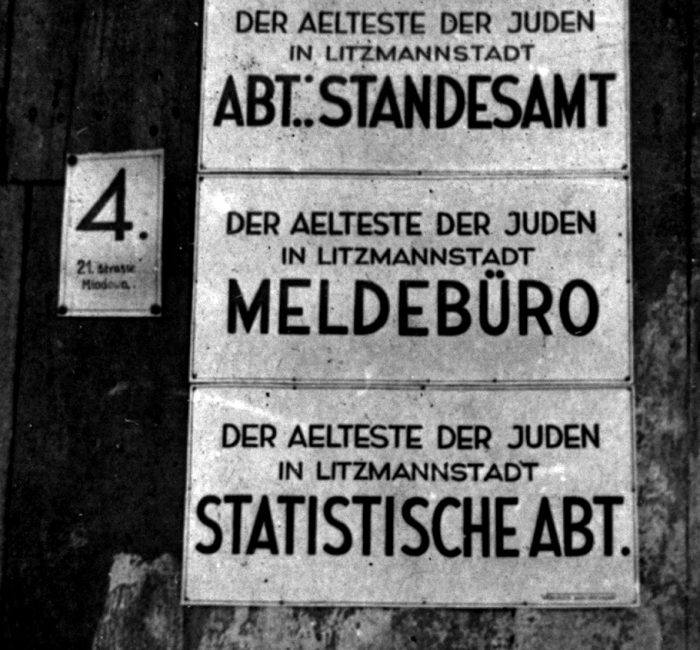 DER AELTESTE DER JUDEN
IN LITZMANNSTADT
ABT.: STANDESAMT
4.
21. Strasse
Miodowa.
DER AELTESTE DER JUDEN
IN LITZMANNSTADT
MELDEBÜRO
DER AELTESTE DER JUDEN
IN LITZMANNSTADT
STATISTISCHE ABT.